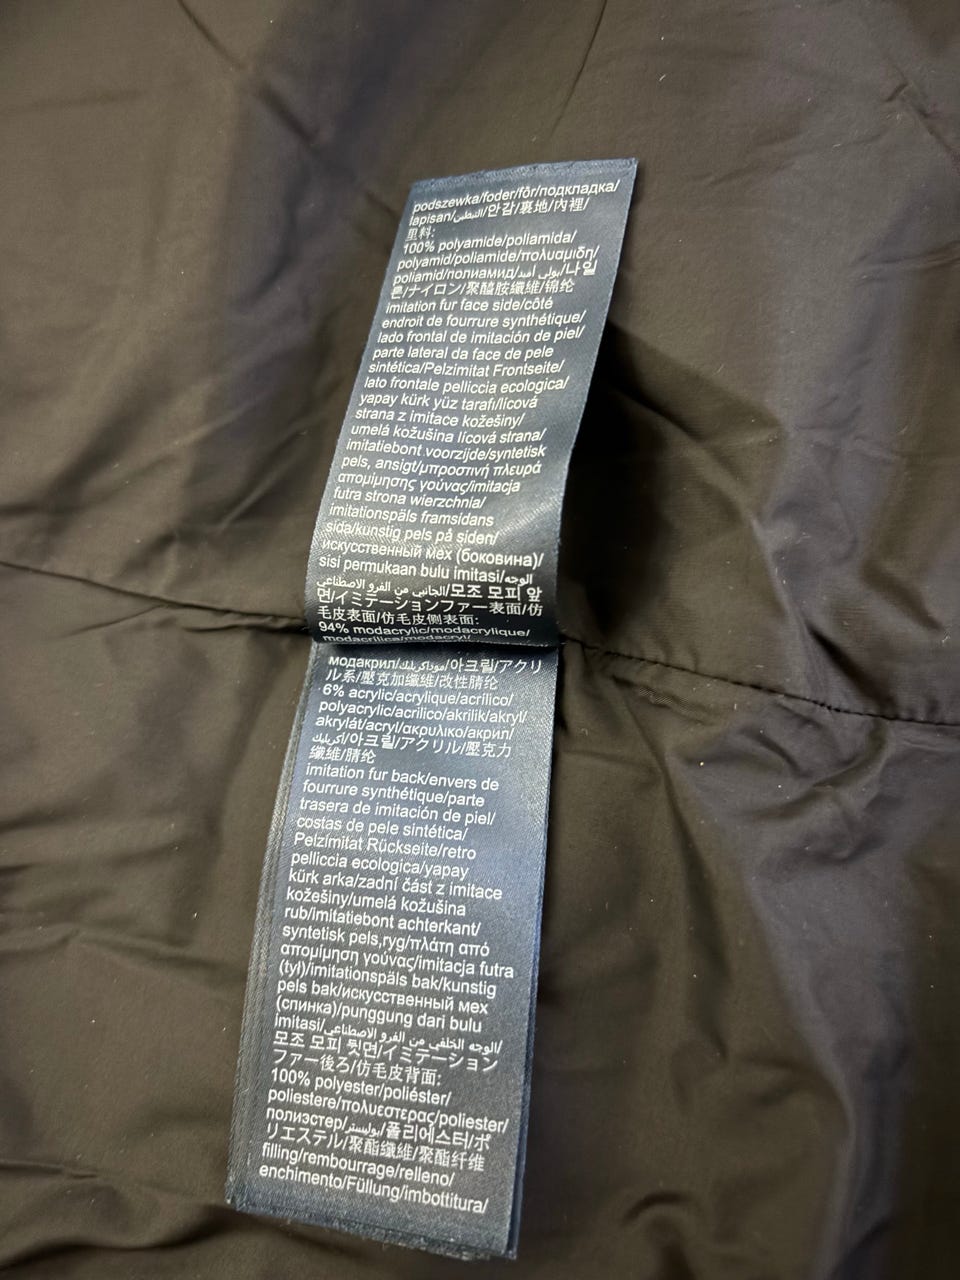 podszewka/foder/fôr/подкладка/
lapisan/التبطين/안감/裏地/內裡/
里料:
100% polyamide/poliamida/
polyamid/poliamide/πολυαμιδη/
poliamid/полиамид/بولي أميد/나일
론/ナイロン/聚醯胺纖維/锦纶
imitation fur face side/côté
endroit de fourrure synthétique/
lado frontal de imitación de piel/
parte lateral da face de pele
sintética/Pelzimitat Frontseite/
lato frontale pelliccia ecologica/
yapay kürk yüz tarafı/lícová
strana z imitace kožešiny/
umelá kožušina lícová strana/
imitatiebont voorzijde/syntetisk
pels, ansigt/μπροστινή πλευρά
απομίμησης γούνας/imitacja
futra strona wierzchnia/
imitationspäls framsidans
sida/kunstig pels på siden/
искусственный мех (боковина)/
sisi permukaan bulu imitasi/الوجه
الجانبي من الفرو الاصطناعي/모조 모피 앞
면/イミテーションファー表面/仿
毛皮表面/仿毛皮侧表面:
94% modacrylic/modacrylique/
modacrílica/modacryl/
модакрил/موداكريليك/아크릴/アクリ
ル系/壓克加纖維/改性腈纶
6% acrylic/acrylique/acrílico/
polyacrylic/acrilico/akrilik/akryl/
akrylát/acryl/ακρυλικο/акрил/
أكريليك/아크릴/アクリル/壓克力
纖維/腈纶
imitation fur back/envers de
fourrure synthétique/parte
trasera de imitación de piel/
costas de pele sintética/
Pelzimitat Rückseite/retro
pelliccia ecologica/yapay
kürk arka/zadní část z imitace
kožešiny/umelá kožušina
rub/imitatiebont achterkant/
syntetisk pels,ryg/πλάτη από
απομίμηση γούνας/imitacja futra
(tyl)/imitationspäls bak/kunstig
pels bak/искусственный мех
(спинка)/punggung dari bulu
imitasi/الوجه الخلفي من الفرو الاصطناعي/
모조 모피 뒷면/イミテーション
ファー後ろ/仿毛皮背面:
100% polyester/poliéster/
poliestere/πολυεστερας/poliester/
полиэстер/بوليستر/폴리에스터/ポ
リエステル/聚酯纖維/聚酯纤维
filling/rembourrage/relleno/
enchimento/Füllung/imbottitura/